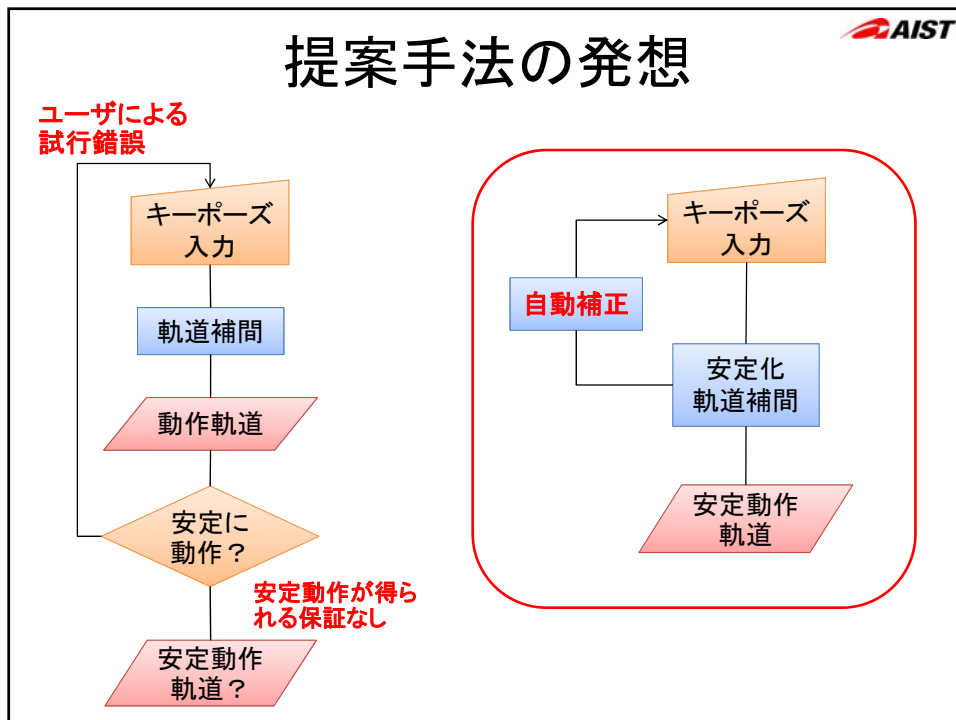 AIST
提案手法の発想
ユーザによる
試行錯誤
キーポーズ
入力
軌道補間
動作軌道
安定に
動作？
安定動作が得ら
れる保証なし
安定動作
軌道？
キーポーズ
入力
自動補正
安定化
軌道補間
安定動作
軌道